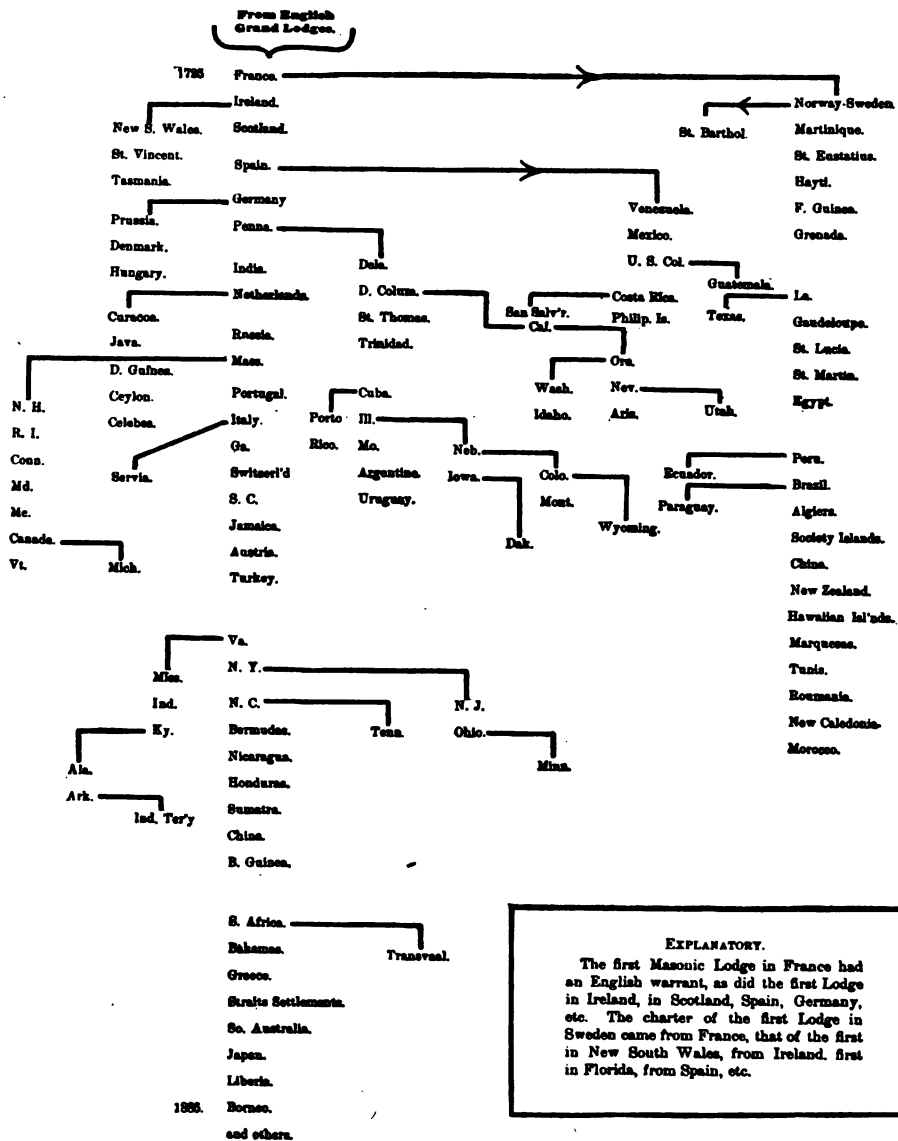 From English
Grand Lodges.
1725 France.
Ireland.
Norway-Sweden.
New S. Wales.
Scotland.
St. Barthol.
Martinique.
St. Vincent.
St. Eustatius.
Tasmania.
Spain.
Hayti.
Germany
Venezuela.
F. Guinea.
Prussia.
Penna.
Mexico.
Grenada.
Denmark.
U. S. Col.
Hungary.
India.
Dela.
Guatemala.
Netherlands.
D. Colum.
Costa Rica.
La.
Curacoa.
St. Thomas.
San Salv'r.
Philip. Is.
Texas.
Gaudeloupe.
Cal.
Java.
Russia.
Trinidad.
St. Lucia.
D. Guinea.
Mass.
Ore.
St. Martin.
Ceylon.
Portugal.
Cuba.
Wash.
Nev.
Egypt.
N. H.
Celebes.
Italy.
Porto
Rico.
Ill.
Idaho.
Aris.
Utah.
R. I.
Ga.
Mo.
Neb.
Conn.
Servia.
Switzerl'd
Argentina.
Iowa.
Colo.
Ecuador.
Peru.
Md.
S. C.
Uruguay.
Mont.
Paraguay.
Brazil.
Me.
Jamaica.
Wyoming.
Algiers.
Canada.
Austria.
Dak.
Society Islands.
Vt.
Mich.
Turkey.
China.
New Zealand.
Hawaiian Isl'nds.
Va.
Marquesas.
Miss.
N. Y.
Tunis.
Ind.
N. C.
N. J.
Roumania.
Ky.
Bermudas.
Tenn.
Ohio.
New Caledonia.
Nicaragua.
Morocco.
Ala.
Honduras.
Minn.
Ark.
Ind. Ter'y
Sumatra.
China.
B. Guinea.
S. Africa.
Bahamas.
Transvaal.
Greece.
Straits Settlements.
So. Australia.
Japan.
Liberia.
Borneo.
and others.
EXPLANATORY.
The first Masonic Lodge in France had
an English warrant, as did the first Lodge
in Ireland, in Scotland, Spain, Germany,
etc. The charter of the first Lodge in
Sweden came from France, that of the first
in New South Wales, from Ireland. first
in Florida, from Spain, etc.